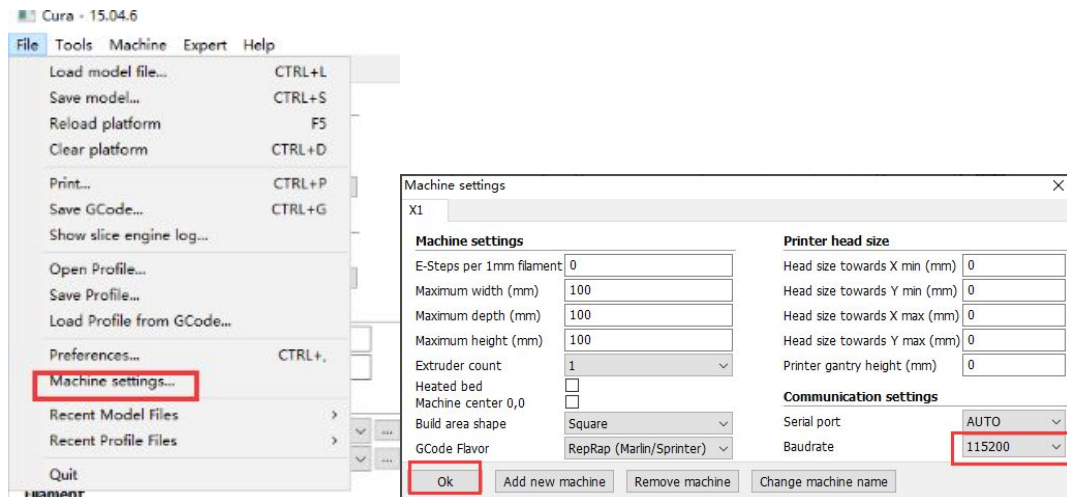 Cura - 15.04.6
File Tools Machine Expert Help
Load model file... CTRL+L
Save model... CTRL+S
Reload platform F5
Clear platform CTRL+D
Print... CTRL+P
Save GCode... CTRL+G
Show slice engine log...
Open Profile...
Save Profile...
Load Profile from GCode...
Preferences... CTRL+,
Machine settings...
Recent Model Files >
Recent Profile Files >
Quit
Filament
Machine settings
X1
Machine settings
E-Steps per 1mm filament 0
Maximum width (mm) 100
Maximum depth (mm) 100
Maximum height (mm) 100
Extruder count 1
Heated bed
Machine center 0,0
Build area shape Square
GCode Flavor RepRap (Marlin/Sprinter)
Printer head size
Head size towards X min (mm) 0
Head size towards Y min (mm) 0
Head size towards X max (mm) 0
Head size towards Y max (mm) 0
Printer gantry height (mm) 0
Communication settings
Serial port AUTO
Baudrate 115200
Ok Add new machine Remove machine Change machine name